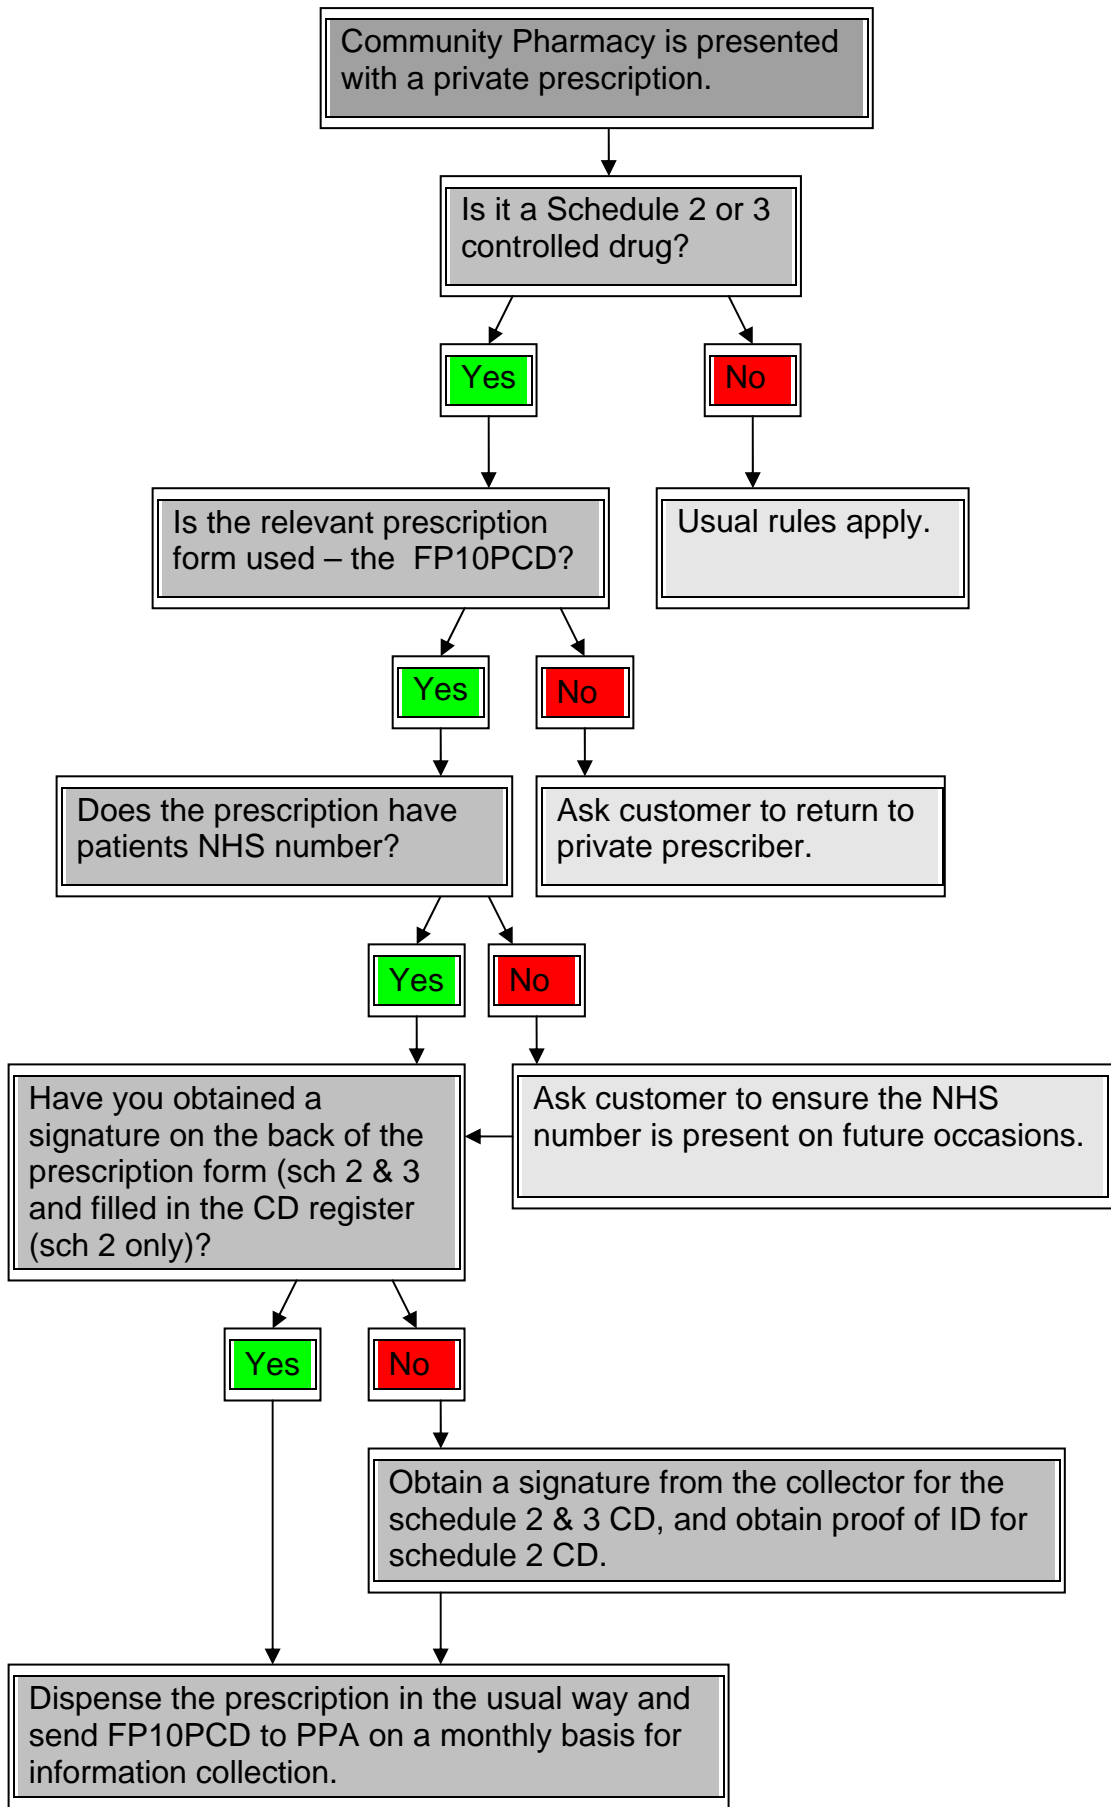 Community Pharmacy is presented
with a private prescription.
Is it a Schedule 2 or 3
controlled drug?
Yes
No
Is the relevant prescription
form used – the  FP10PCD?
Usual rules apply.
Yes
No
Does the prescription have
patients NHS number?
Ask customer to return to
private prescriber.
Yes
No
Have you obtained a
signature on the back of the
prescription form (sch 2 & 3
and filled in the CD register
(sch 2 only)?
Ask customer to ensure the NHS
number is present on future occasions.
Yes
No
Obtain a signature from the collector for the
schedule 2 & 3 CD, and obtain proof of ID for
schedule 2 CD.
Dispense the prescription in the usual way and
send FP10PCD to PPA on a monthly basis for
information collection.